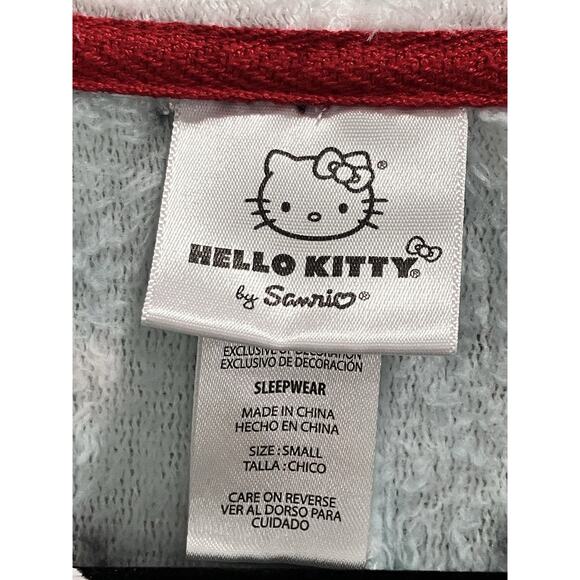 HELLO KITTY®
by Sanrio®
EXCLUSIVE OF DECORATION
EXCLUSIVO DE DECORACIÓN
SLEEPWEAR
MADE IN CHINA
HECHO EN CHINA
SIZE : SMALL
TALLA : CHICO
CARE ON REVERSE
VER AL DORSO PARA
CUIDADO